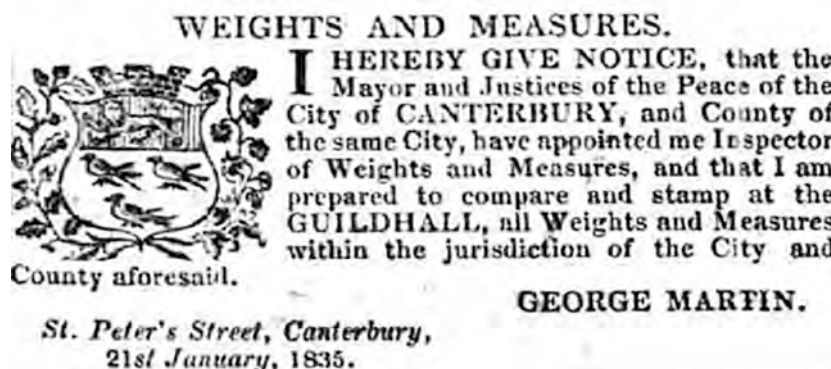 WEIGHTS AND MEASURES.
I HEREBY GIVE NOTICE, that the
Mayor and Justices of the Peace of the
City of CANTERBURY, and County of
the same City, have appointed me Inspector
of Weights and Measures, and that I am
prepared to compare and stamp at the
GUILDHALL, all Weights and Measures
within the jurisdiction of the City and
County aforesaid.
GEORGE MARTIN.
St. Peter's Street, Canterbury,
21st January, 1835.